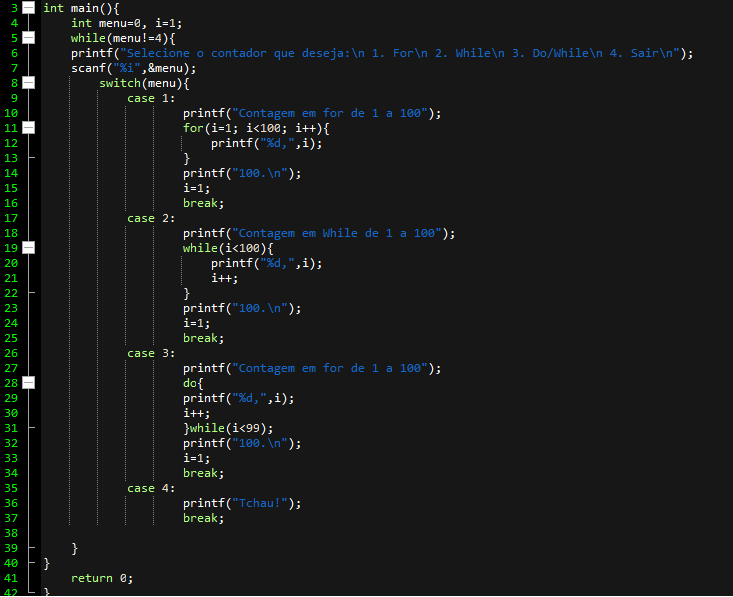 3 int main(){
4 int menu=0, i=1;
5 while(menu!=4){
6 printf("Selecione o contador que deseja:\n 1. For\n 2. While\n 3. Do/While\n 4. Sair\n");
7 scanf("%i",&menu);
8 switch(menu){
9 case 1:
10 printf("Contagem em for de 1 a 100");
11 for(i=1; i<100; i++){
12 printf("%d,",i);
13 }
14 printf("100.\n");
15 i=1;
16 break;
17 case 2:
18 printf("Contagem em While de 1 a 100");
19 while(i<100){
20 printf("%d,",i);
21 i++;
22 }
23 printf("100.\n");
24 i=1;
25 break;
26 case 3:
27 printf("Contagem em for de 1 a 100");
28 do{
29 printf("%d,",i);
30 i++;
31 }while(i<99);
32 printf("100.\n");
33 i=1;
34 break;
35 case 4:
36 printf("Tchau!");
37 break;
38
39 }
40 }
41 return 0;
42 }